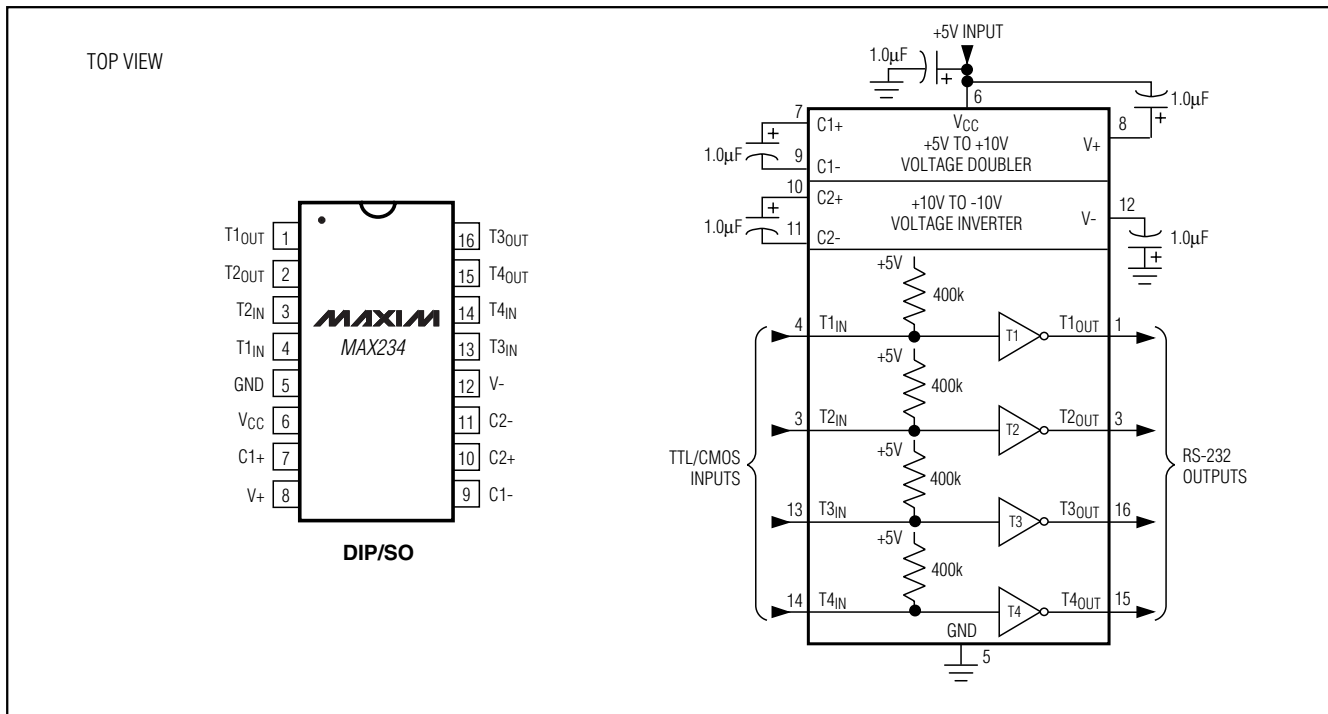 TOP VIEW
T1OUT 1
T2OUT 2
T2IN 3
T1IN 4
GND 5
VCC 6
C1+ 7
V+ 8
16 T3OUT
15 T4OUT
14 T4IN
13 T3IN
12 V-
11 C2-
10 C2+
9 C1-
MAXIM
MAX234
DIP/SO
+5V INPUT
1.0µF
+
6
1.0µF
+
7 C1+
VCC
+5V TO +10V
VOLTAGE DOUBLER
8 V+
1.0µF
+
9 C1-
10 C2+
+10V TO -10V
VOLTAGE INVERTER
V- 12
1.0µF
+
11 C2-
1.0µF
+
+5V
400k
4 T1IN T1 T1OUT 1
+5V
400k
3 T2IN T2 T2OUT 3
TTL/CMOS
INPUTS
RS-232
OUTPUTS
+5V
400k
13 T3IN T3 T3OUT 16
+5V
400k
14 T4IN T4 T4OUT 15
GND
5